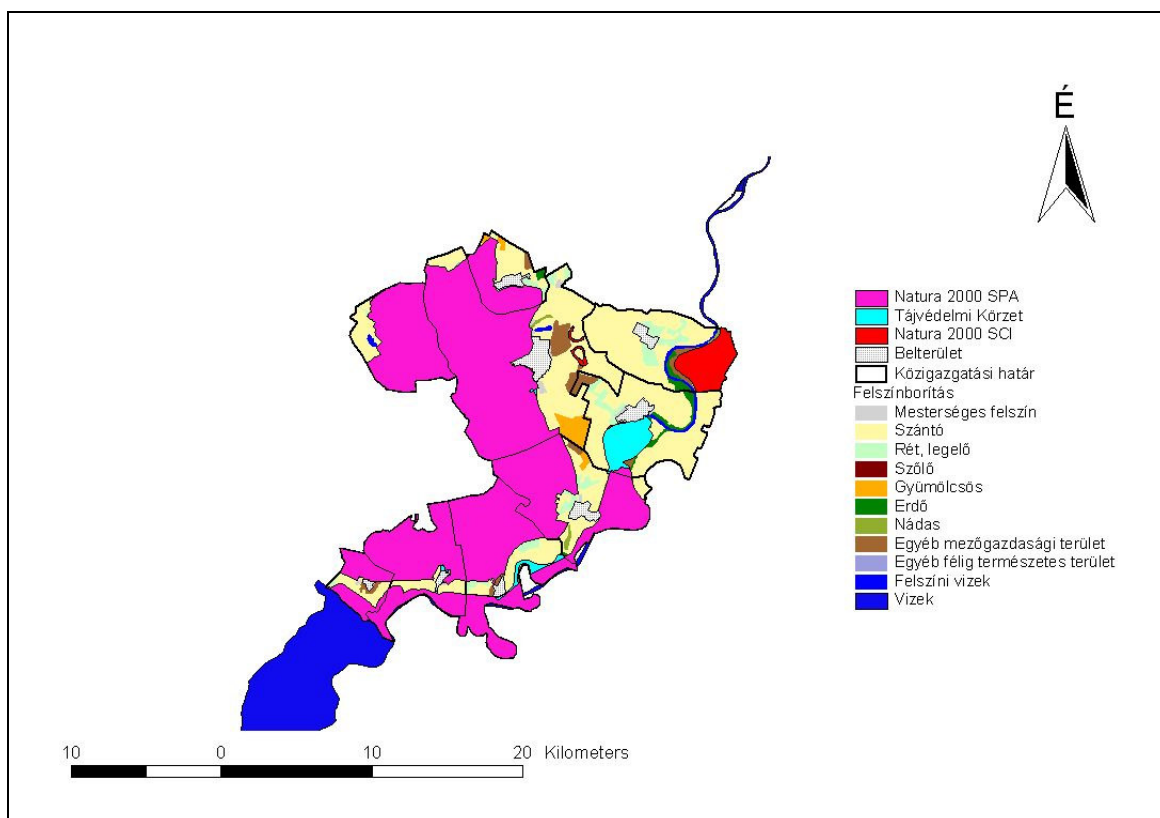 É
Natura 2000 SPA
Tájvédelmi Körzet
Natura 2000 SCI
Belterület
Közigazgatási határ
Felszínborítás
Mesterséges felszín
Szántó
Rét, legelő
Szőlő
Gyümölcsös
Erdő
Nádas
Egyéb mezőgazdasági terület
Egyéb félig természetes terület
Felszíni vizek
Vizek
10 0 10 20 Kilometers